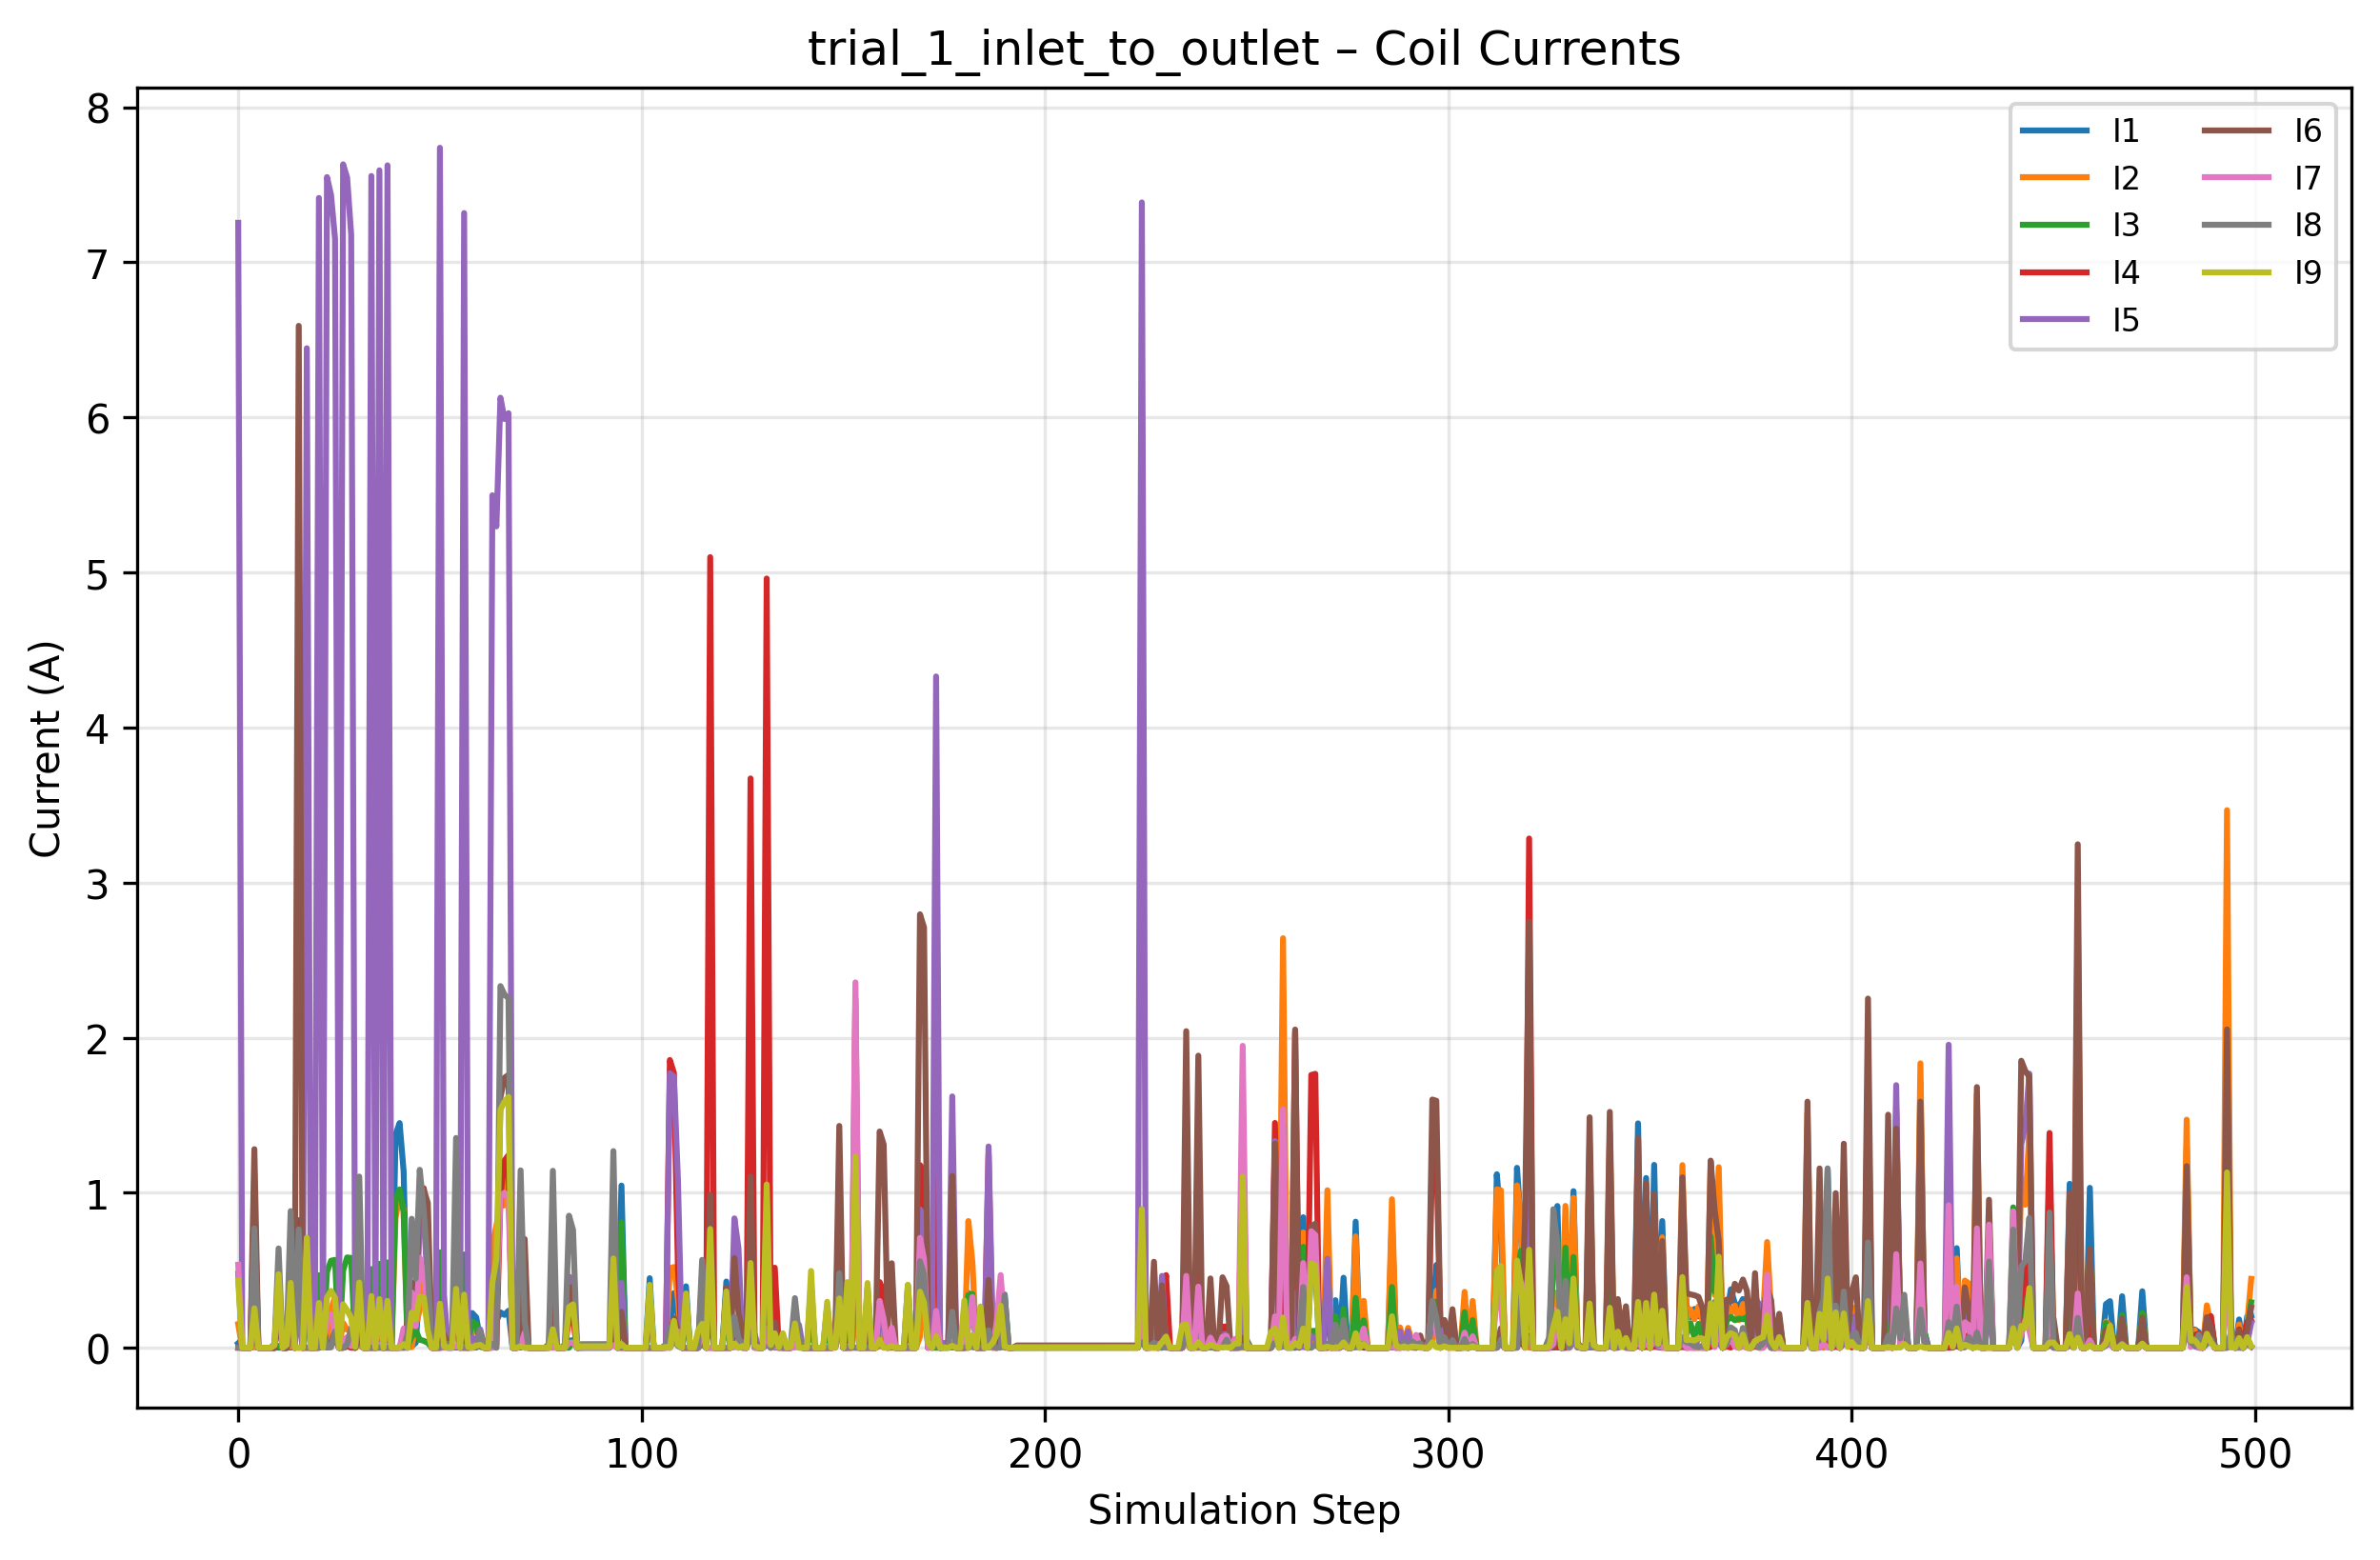 trial_1_inlet_to_outlet – Coil Currents
8
7
6
5
4
3
2
1
0
Current (A)
I1
I2
I3
I4
I5
I6
I7
I8
I9
0 100 200 300 400 500
Simulation Step